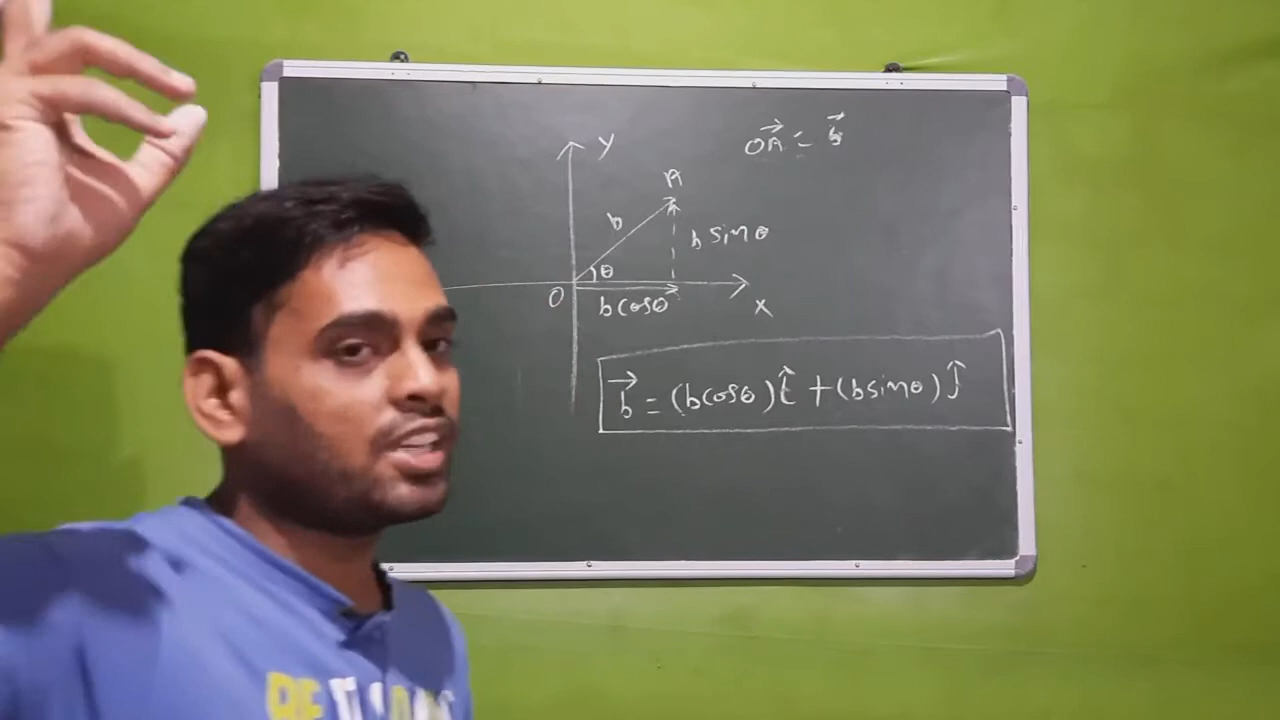 Y
OA⃗ = b⃗
A
b
b sinθ
θ
O
b cosθ
X
b⃗ = (b cosθ) î + (b sinθ) ĵ